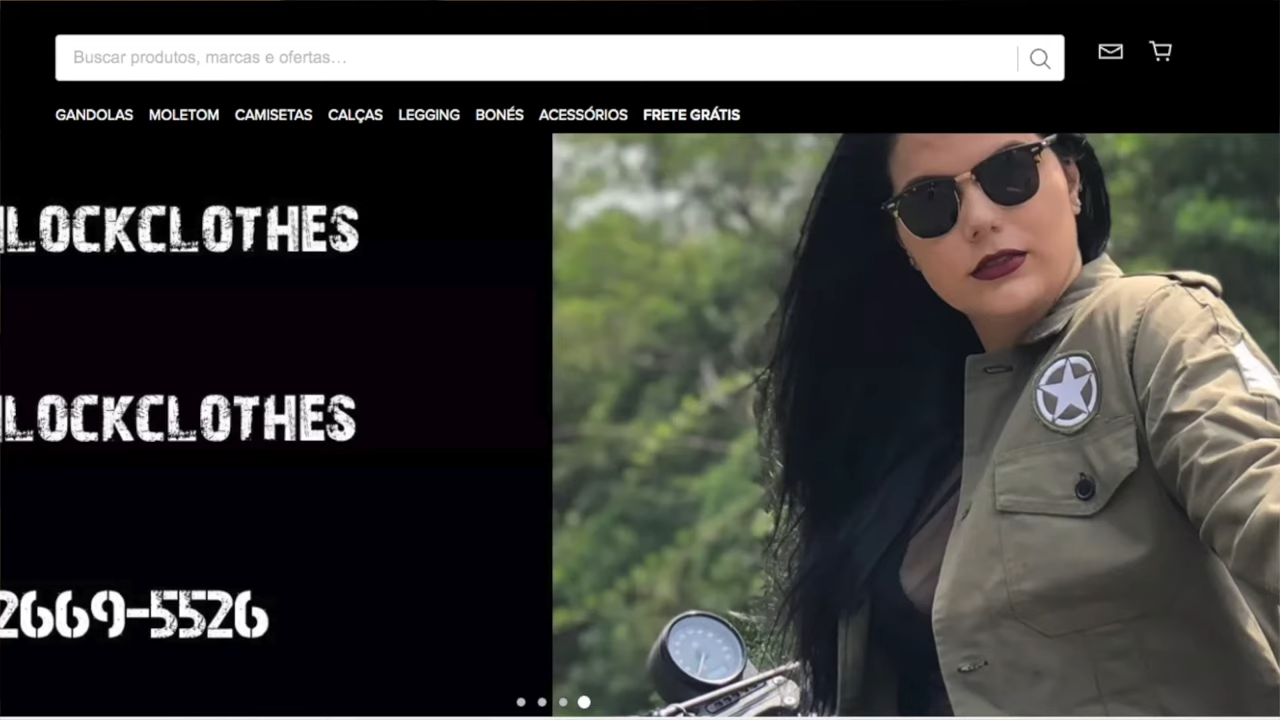 Buscar produtos, marcas e ofertas...
GANDOLAS MOLETOM CAMISETAS CALÇAS LEGGING BONÉS ACESSÓRIOS FRETE GRÁTIS
LOCKCLOTHES
LOCKCLOTHES
2669-5526